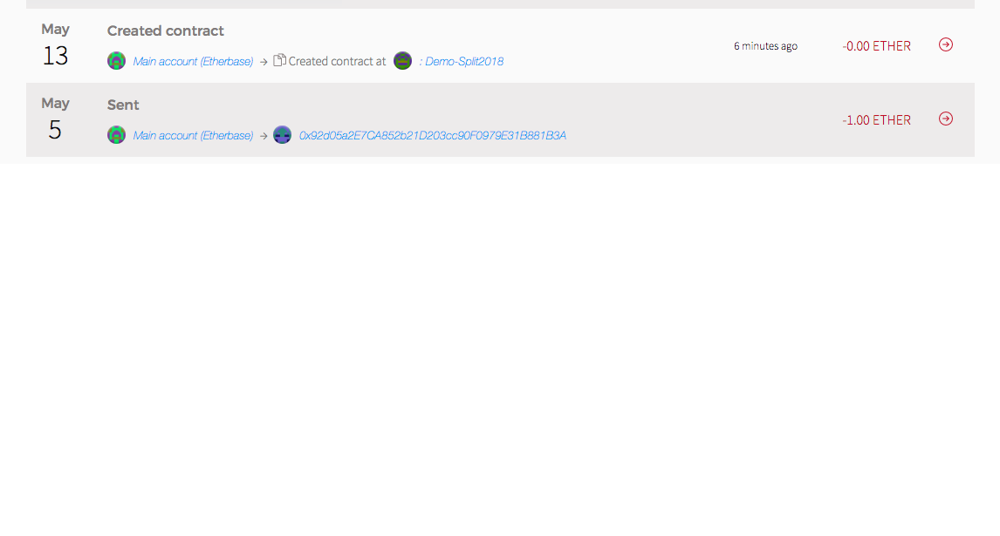 May
13
Created contract
Main account (Etherbase) → Created contract at : Demo-Split2018
6 minutes ago
-0.00 ETHER
May
5
Sent
Main account (Etherbase) → 0x92d05a2E7CA852b21D203cc90F0979E31B881B3A
-1.00 ETHER